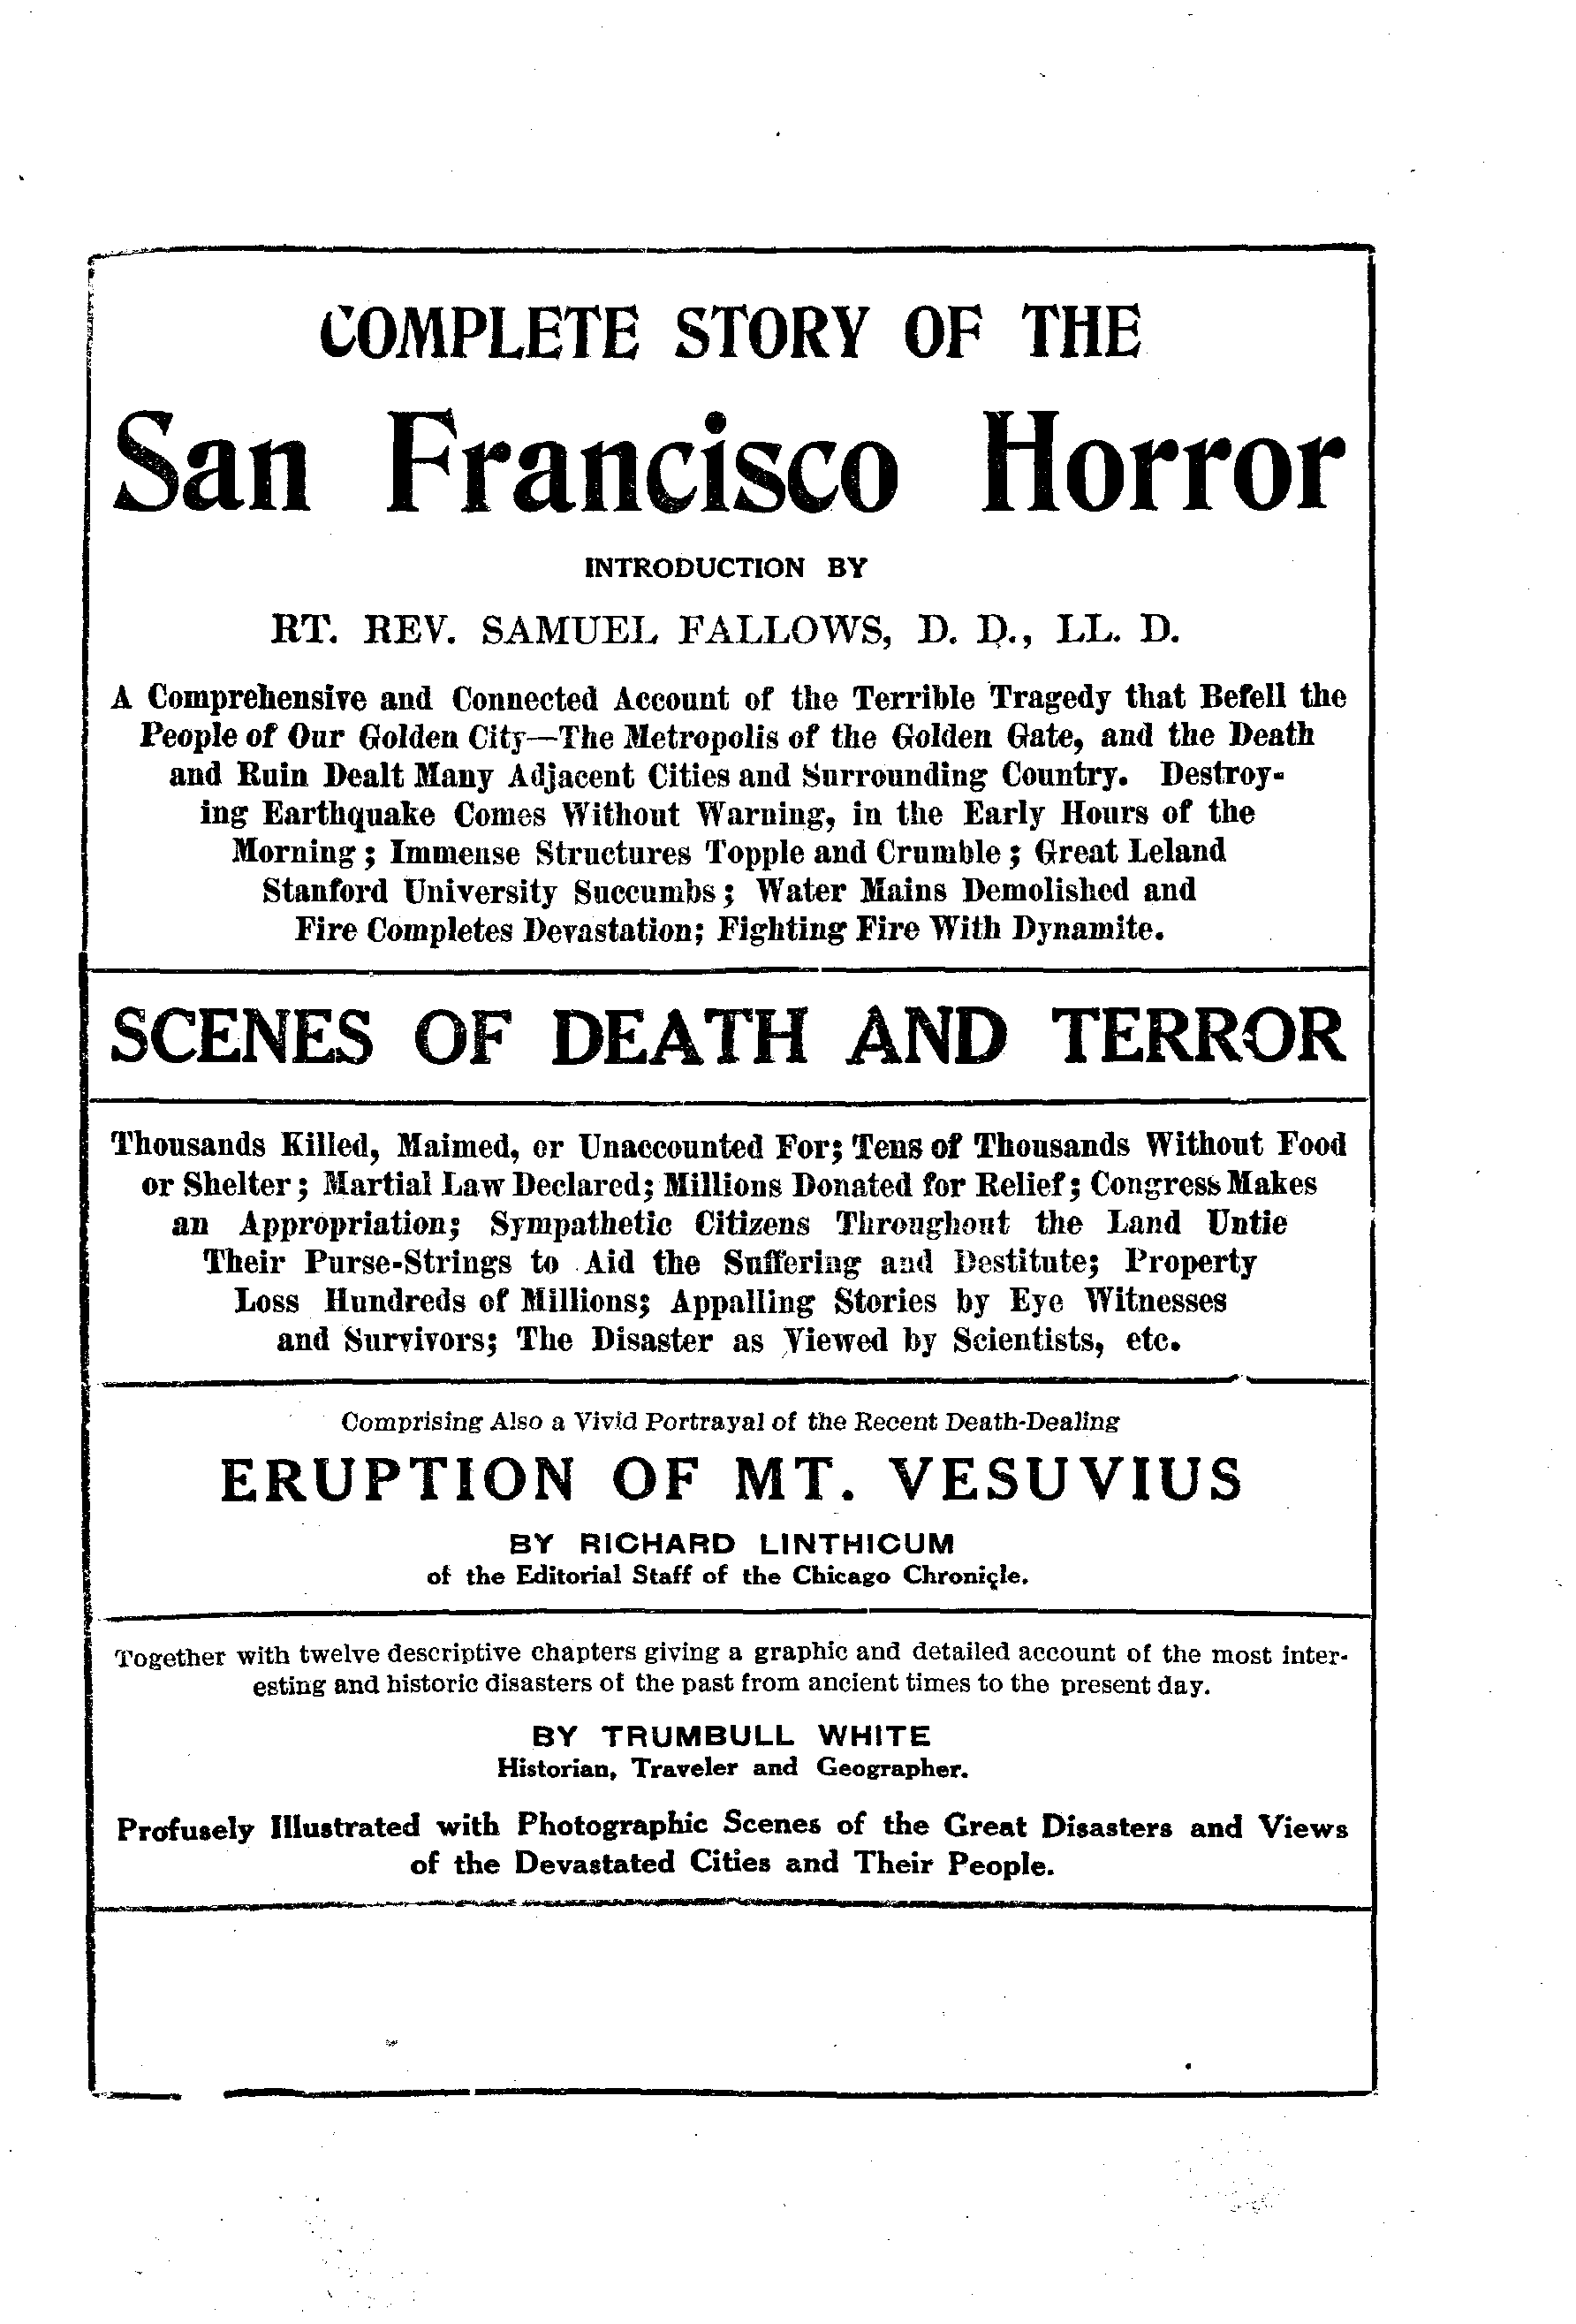 COMPLETE STORY OF THE
San Francisco Horror
INTRODUCTION BY
RT. REV. SAMUEL FALLOWS, D. D., LL. D.
A Comprehensive and Connected Account of the Terrible Tragedy that Befell the
People of Our Golden City—The Metropolis of the Golden Gate, and the Death
and Ruin Dealt Many Adjacent Cities and Surrounding Country. Destroy-
ing Earthquake Comes Without Warning, in the Early Hours of the
Morning; Immense Structures Topple and Crumble; Great Leland
Stanford University Succumbs; Water Mains Demolished and
Fire Completes Devastation; Fighting Fire With Dynamite.
SCENES OF DEATH AND TERROR
Thousands Killed, Maimed, or Unaccounted For; Tens of Thousands Without Food
or Shelter; Martial Law Declared; Millions Donated for Relief; Congress Makes
an Appropriation; Sympathetic Citizens Throughout the Land Untie
Their Purse-Strings to Aid the Suffering and Destitute; Property
Loss Hundreds of Millions; Appalling Stories by Eye Witnesses
and Survivors; The Disaster as Viewed by Scientists, etc.
Comprising Also a Vivid Portrayal of the Recent Death-Dealing
ERUPTION OF MT. VESUVIUS
BY RICHARD LINTHICUM
of the Editorial Staff of the Chicago Chronicle.
Together with twelve descriptive chapters giving a graphic and detailed account of the most inter-
esting and historic disasters of the past from ancient times to the present day.
BY TRUMBULL WHITE
Historian, Traveler and Geographer.
Profusely Illustrated with Photographic Scenes of the Great Disasters and Views
of the Devastated Cities and Their People.